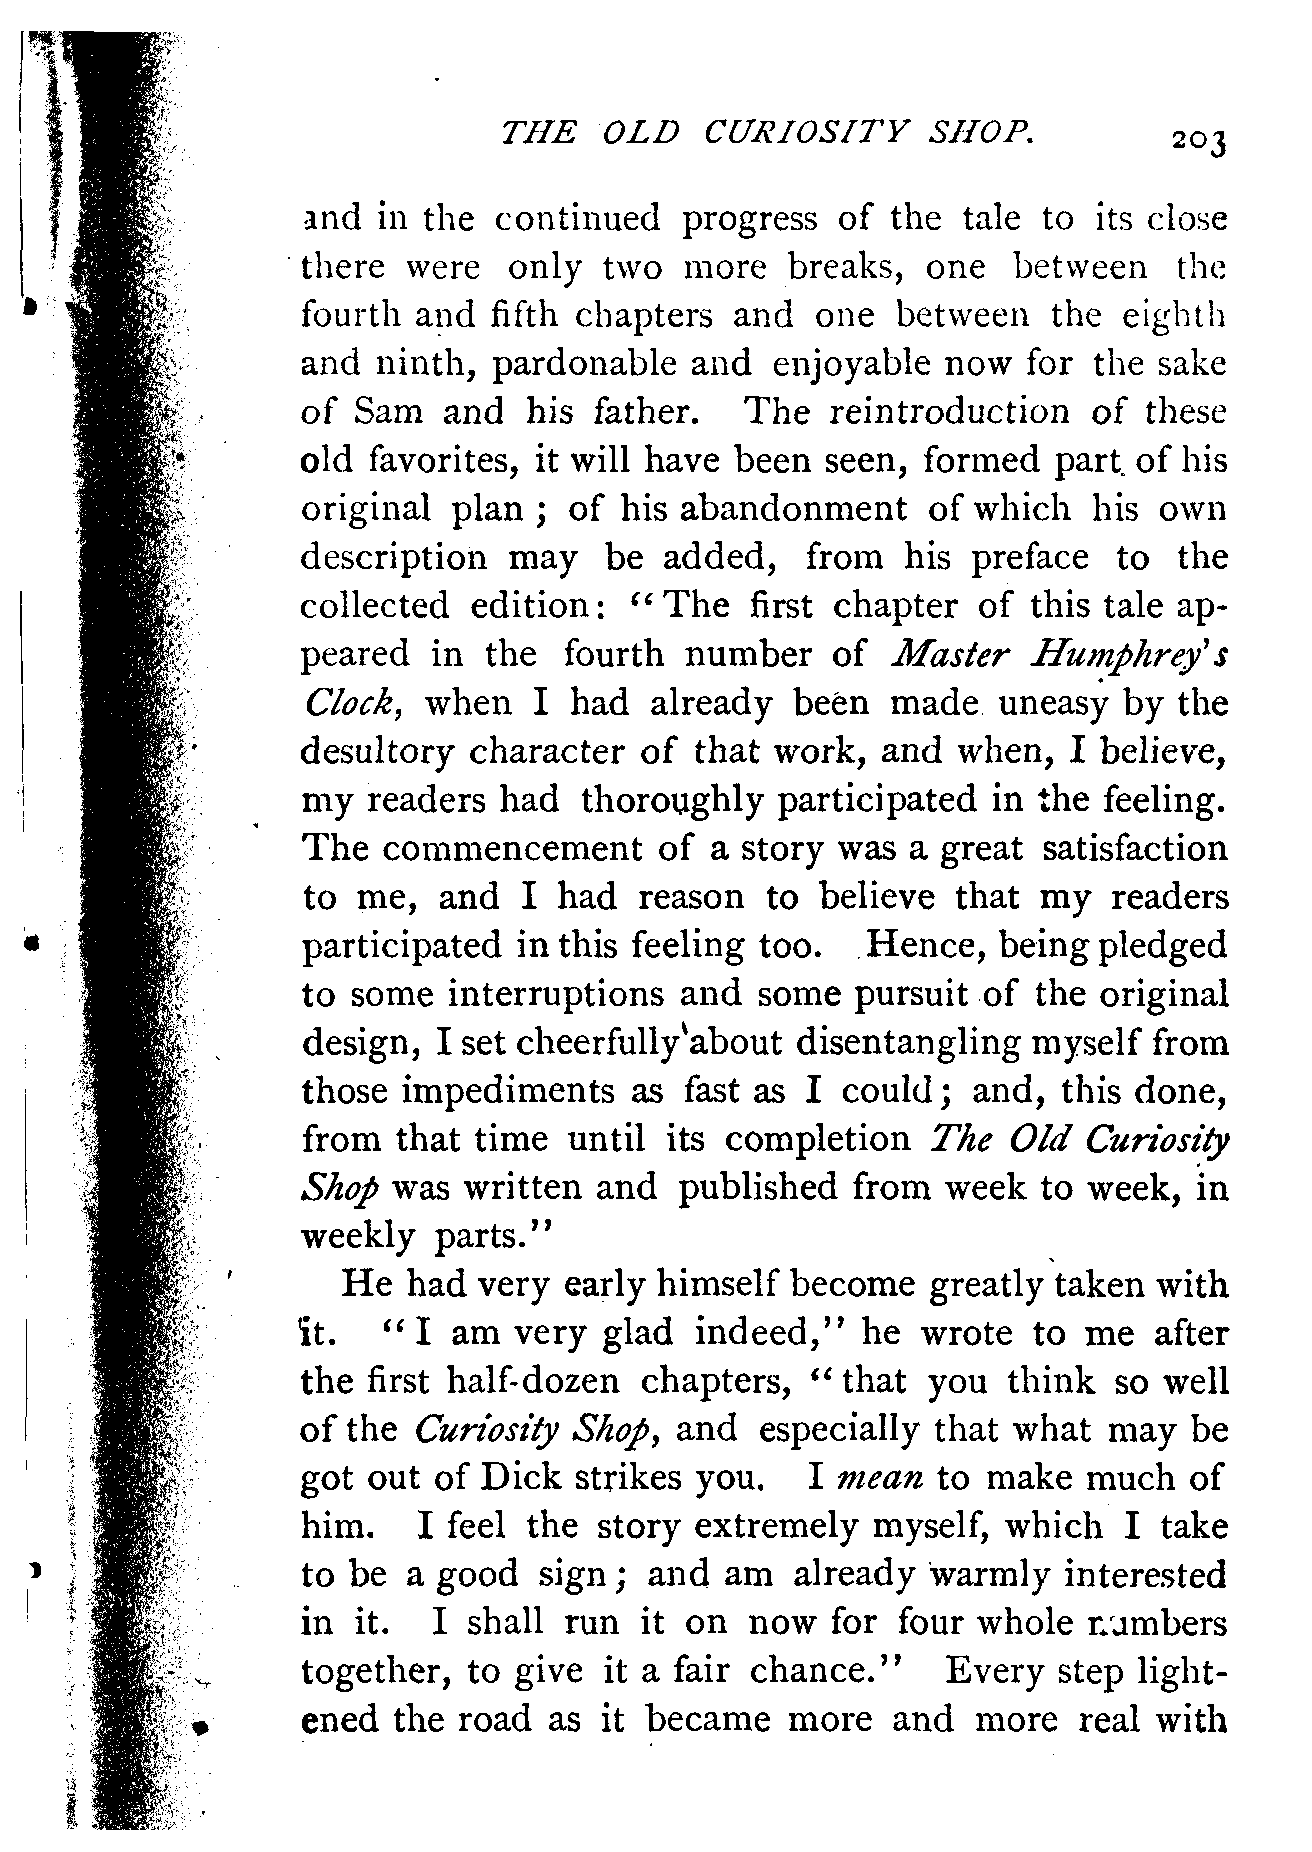 THE OLD CURIOSITY SHOP. 203
and in the continued progress of the tale to its close
there were only two more breaks, one between the
fourth and fifth chapters and one between the eighth
and ninth, pardonable and enjoyable now for the sake
of Sam and his father. The reintroduction of these
old favorites, it will have been seen, formed part of his
original plan ; of his abandonment of which his own
description may be added, from his preface to the
collected edition: “The first chapter of this tale ap-
peared in the fourth number of Master Humphrey's
Clock, when I had already been made uneasy by the
desultory character of that work, and when, I believe,
my readers had thoroughly participated in the feeling.
The commencement of a story was a great satisfaction
to me, and I had reason to believe that my readers
participated in this feeling too. Hence, being pledged
to some interruptions and some pursuit of the original
design, I set cheerfully about disentangling myself from
those impediments as fast as I could; and, this done,
from that time until its completion The Old Curiosity
Shop was written and published from week to week, in
weekly parts.”
He had very early himself become greatly taken with
it. “I am very glad indeed,” he wrote to me after
the first half-dozen chapters, “that you think so well
of the Curiosity Shop, and especially that what may be
got out of Dick strikes you. I mean to make much of
him. I feel the story extremely myself, which I take
to be a good sign; and am already warmly interested
in it. I shall run it on now for four whole numbers
together, to give it a fair chance.” Every step light-
ened the road as it became more and more real with